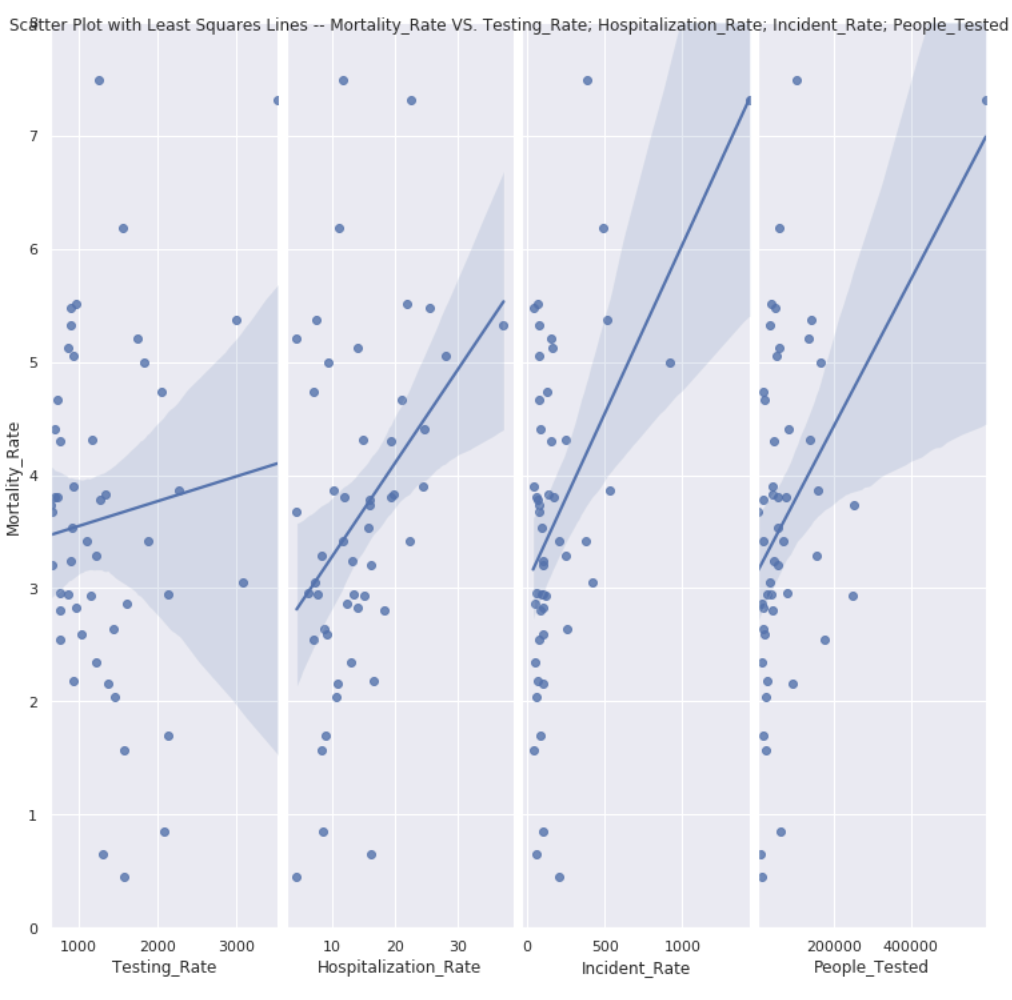 Scatter Plot with Least Squares Lines -- Mortality_Rate VS. Testing_Rate; Hospitalization_Rate; Incident_Rate; People_Tested
8
7
6
5
4
3
2
1
0
Mortality_Rate
1000 2000 3000
Testing_Rate
10 20 30
Hospitalization_Rate
0 500 1000
Incident_Rate
200000 400000
People_Tested